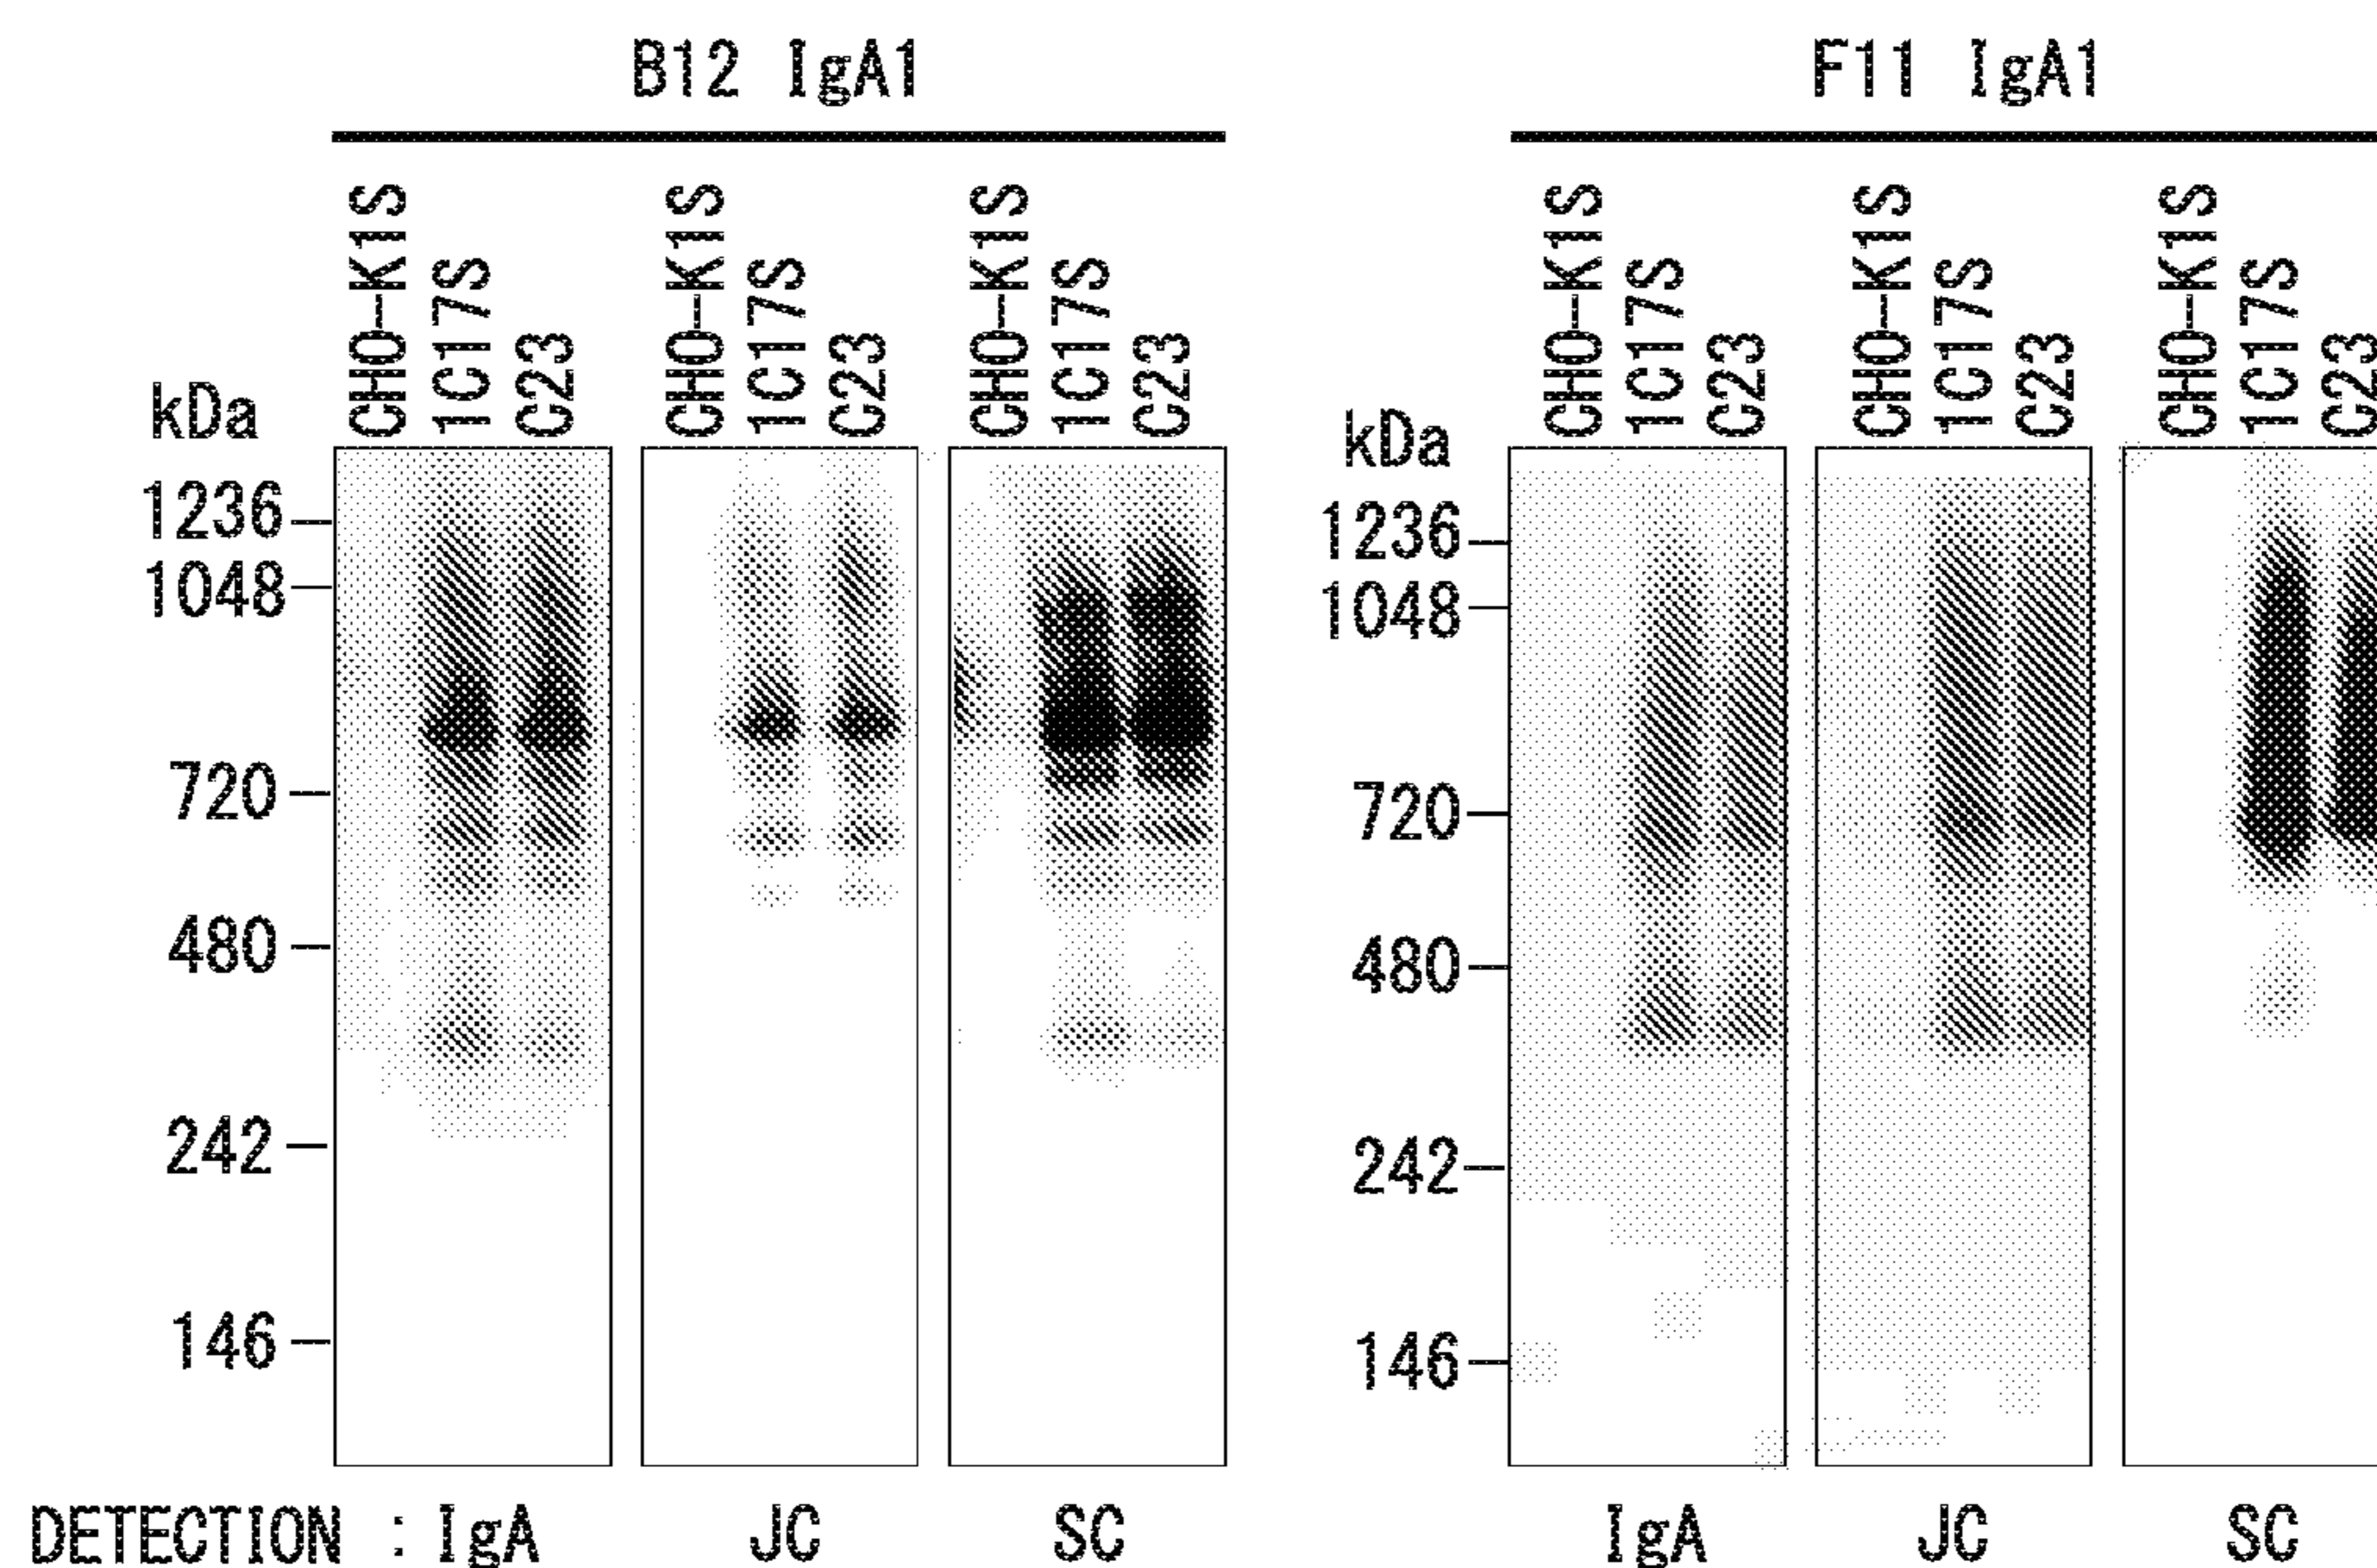 B12 IgA1
F11 IgA1
CHO-K1S
1C17S
C23
CHO-K1S
1C17S
C23
CHO-K1S
1C17S
C23
CHO-K1S
1C17S
C23
CHO-K1S
1C17S
C23
CHO-K1S
1C17S
C23
kDa
1236
1048
720
480
242
146
kDa
1236
1048
720
480
242
146
DETECTION : IgA JC SC IgA JC SC